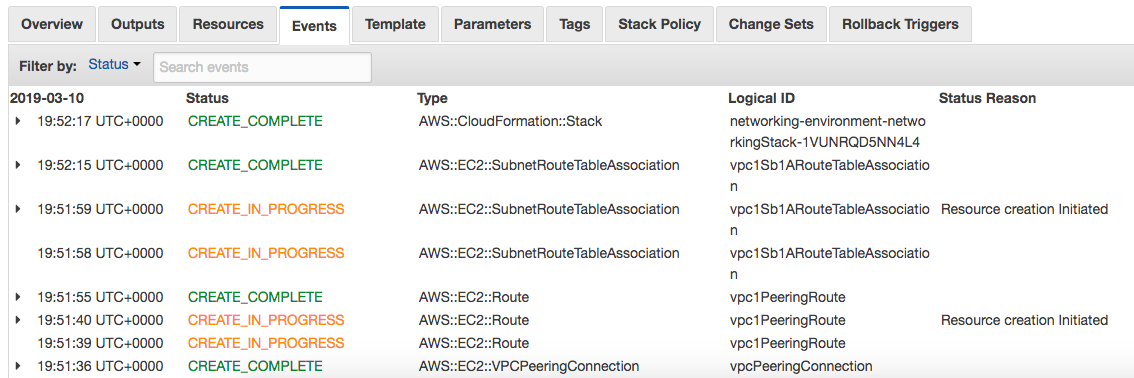 Overview Outputs Resources Events Template Parameters Tags Stack Policy Change Sets Rollback Triggers
Filter by: Status Search events
2019-03-10 Status Type Logical ID Status Reason
19:52:17 UTC+0000 CREATE_COMPLETE AWS::CloudFormation::Stack networking-environment-netwo
rkingStack-1VUNRQD5NN4L4
19:52:15 UTC+0000 CREATE_COMPLETE AWS::EC2::SubnetRouteTableAssociation vpc1Sb1ARouteTableAssociatio
n
19:51:59 UTC+0000 CREATE_IN_PROGRESS AWS::EC2::SubnetRouteTableAssociation vpc1Sb1ARouteTableAssociatio Resource creation Initiated
n
19:51:58 UTC+0000 CREATE_IN_PROGRESS AWS::EC2::SubnetRouteTableAssociation vpc1Sb1ARouteTableAssociatio
n
19:51:55 UTC+0000 CREATE_COMPLETE AWS::EC2::Route vpc1PeeringRoute
19:51:40 UTC+0000 CREATE_IN_PROGRESS AWS::EC2::Route vpc1PeeringRoute Resource creation Initiated
19:51:39 UTC+0000 CREATE_IN_PROGRESS AWS::EC2::Route vpc1PeeringRoute
19:51:36 UTC+0000 CREATE_COMPLETE AWS::EC2::VPCPeeringConnection vpcPeeringConnection